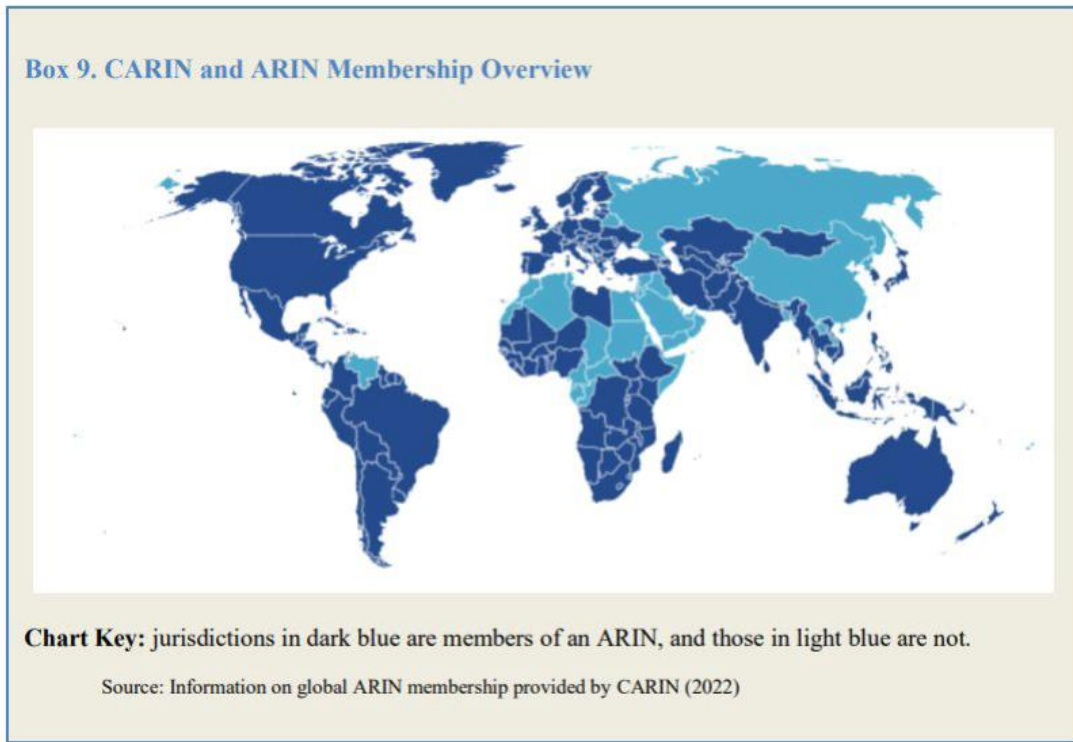 Box 9. CARIN and ARIN Membership Overview
Chart Key: jurisdictions in dark blue are members of an ARIN, and those in light blue are not.
Source: Information on global ARIN membership provided by CARIN (2022)